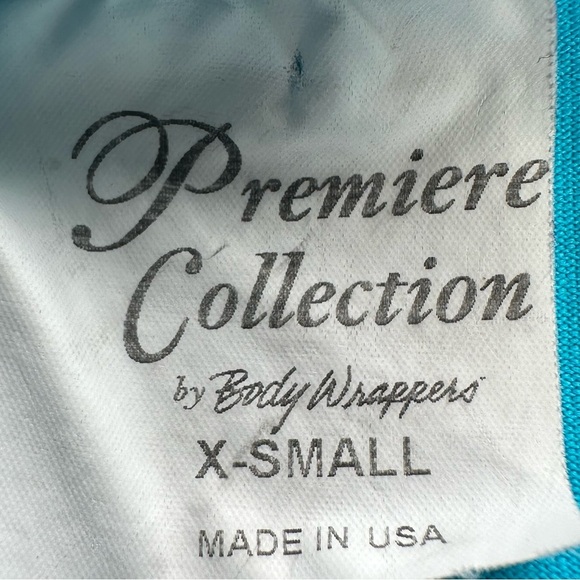 Premiere
Collection
by Body Wrappers
X-SMALL
MADE IN USA